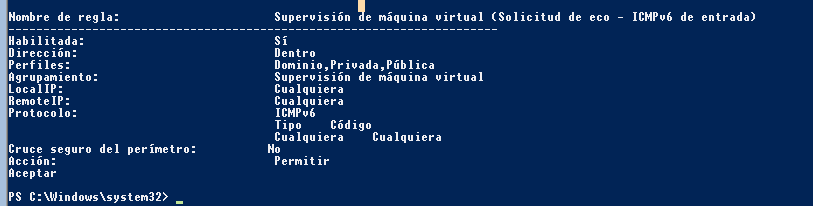 Nombre de regla: Supervisión de máquina virtual (Solicitud de eco - ICMPv6 de entrada)
----------------------------------------------------------------------
Habilitada: Sí
Dirección: Dentro
Perfiles: Dominio,Privada,Pública
Agrupamiento: Supervisión de máquina virtual
LocalIP: Cualquiera
RemoteIP: Cualquiera
Protocolo: ICMPv6
Tipo Código
Cualquiera Cualquiera
Cruce seguro del perímetro: No
Acción: Permitir
Aceptar
PS C:\Windows\system32> _